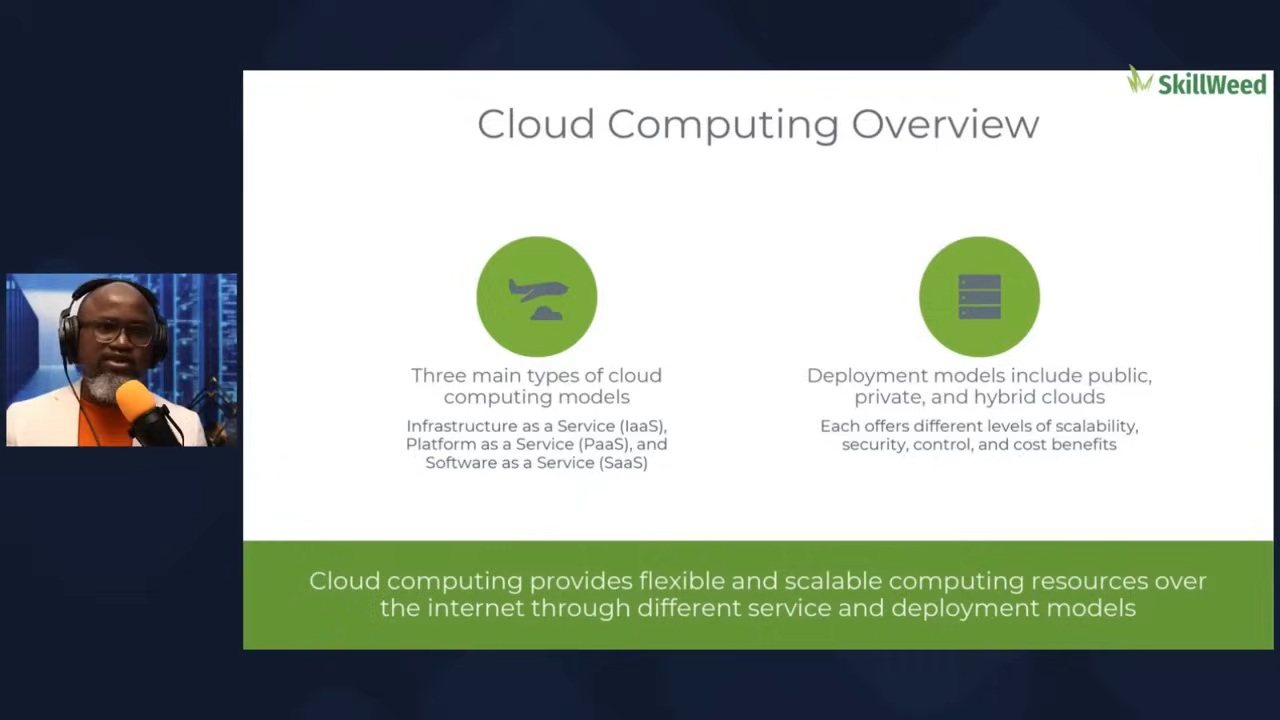 SkillWeed
Cloud Computing Overview
Three main types of cloud
computing models
Infrastructure as a Service (IaaS),
Platform as a Service (PaaS), and
Software as a Service (SaaS)
Deployment models include public,
private, and hybrid clouds
Each offers different levels of scalability,
security, control, and cost benefits
Cloud computing provides flexible and scalable computing resources over
the internet through different service and deployment models